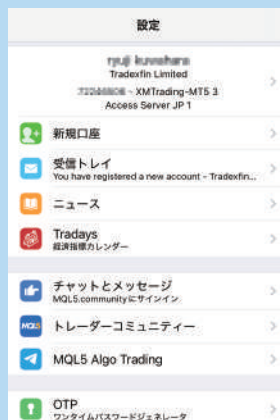 設定
Tradexfin Limited
- XMTrading-MT5 3
Access Server JP 1
新規口座
受信トレイ
You have registered a new account - Tradexfin...
ニュース
Tradays
経済指標カレンダー
チャットとメッセージ
MQL5.communityにサインイン
MQL5
トレーダーコミュニティー
MQL5 Algo Trading
OTP
ワンタイムパスワードジェネレータ